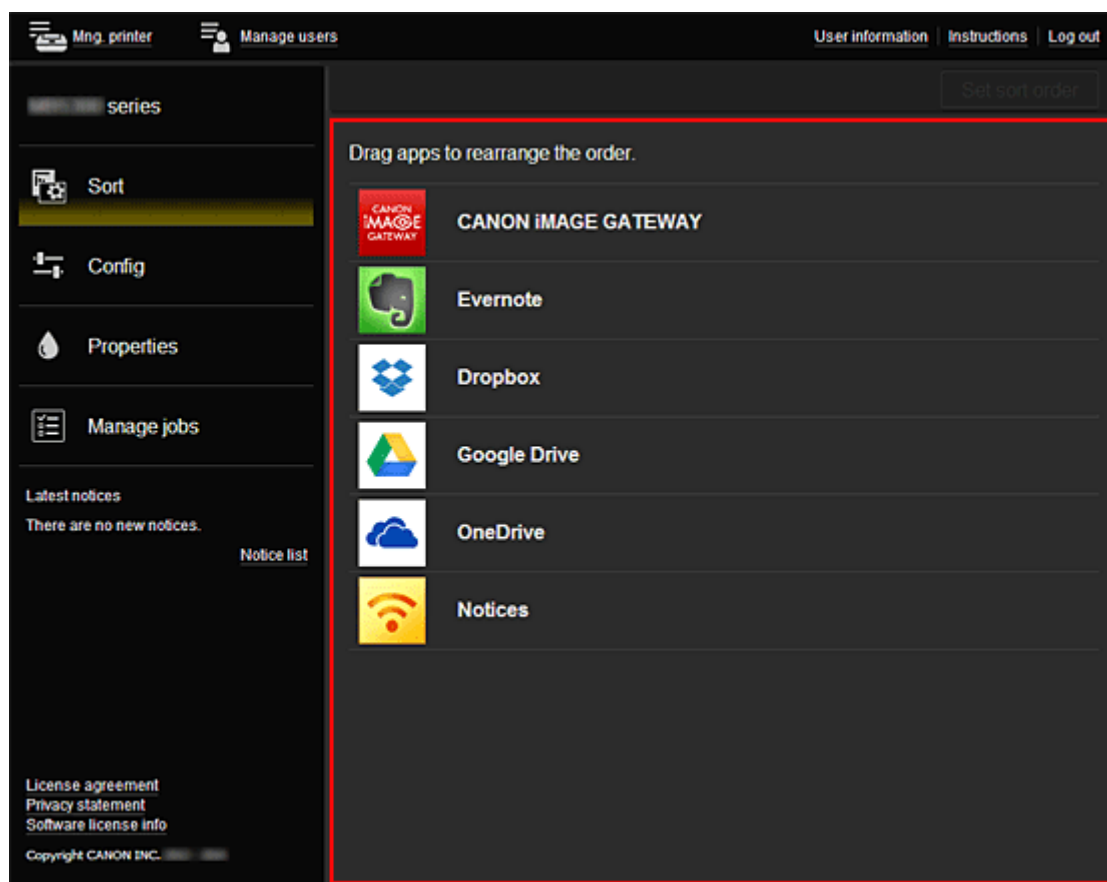 Mng. printer
Manage users
User information
Instructions
Log out
series
Set sort order
Sort
Config
Properties
Manage jobs
Latest notices
There are no new notices.
Notice list
License agreement
Privacy statement
Software license info
Copyright CANON INC.
Drag apps to rearrange the order.
CANON
iMAGE
GATEWAY
CANON iMAGE GATEWAY
Evernote
Dropbox
Google Drive
OneDrive
Notices